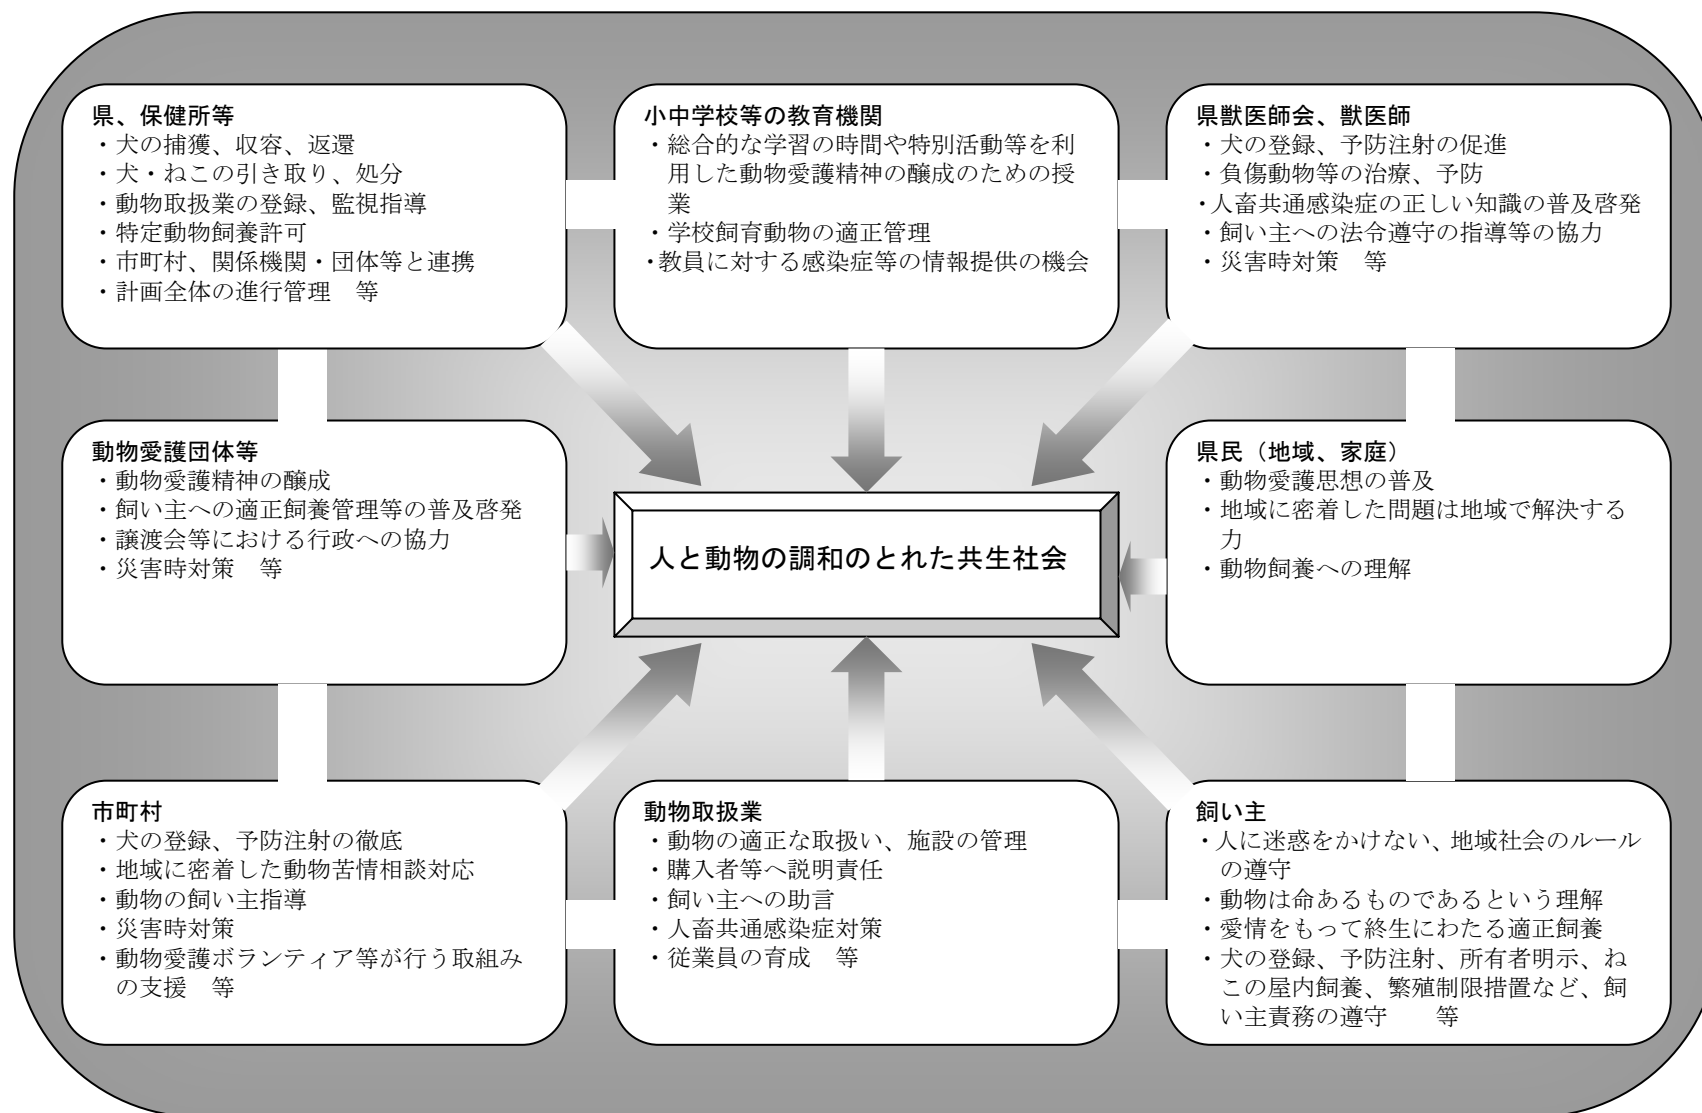 県、保健所等
・犬の捕獲、収容、返還
・犬・ねこの引き取り、処分
・動物取扱業の登録、監視指導
・特定動物飼養許可
・市町村、関係機関・団体等と連携
・計画全体の進行管理　等
小中学校等の教育機関
・総合的な学習の時間や特別活動等を利
用した動物愛護精神の醸成のための授
業
・学校飼育動物の適正管理
・教員に対する感染症等の情報提供の機会
県獣医師会、獣医師
・犬の登録、予防注射の促進
・負傷動物等の治療、予防
・人畜共通感染症の正しい知識の普及啓発
・飼い主への法令遵守の指導等の協力
・災害時対策　等
動物愛護団体等
・動物愛護精神の醸成
・飼い主への適正飼養管理等の普及啓発
・譲渡会等における行政への協力
・災害時対策　等
人と動物の調和のとれた共生社会
県民（地域、家庭）
・動物愛護思想の普及
・地域に密着した問題は地域で解決する
力
・動物飼養への理解
市町村
・犬の登録、予防注射の徹底
・地域に密着した動物苦情相談対応
・動物の飼い主指導
・災害時対策
・動物愛護ボランティア等が行う取組み
の支援　等
動物取扱業
・動物の適正な取扱い、施設の管理
・購入者等へ説明責任
・飼い主への助言
・人畜共通感染症対策
・従業員の育成　等
飼い主
・人に迷惑をかけない、地域社会のルール
の遵守
・動物は命あるものであるという理解
・愛情をもって終生にわたる適正飼養
・犬の登録、予防注射、所有者明示、ね
この屋内飼養、繁殖制限措置など、飼
い主責務の遵守　　等